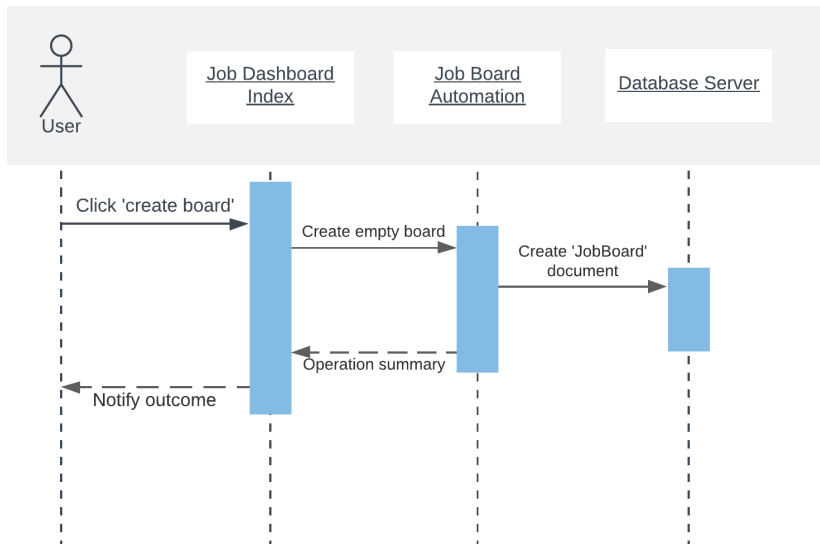 User
Job Dashboard
Index
Job Board
Automation
Database Server
Click 'create board'
Create empty board
Create 'JobBoard'
document
Operation summary
Notify outcome